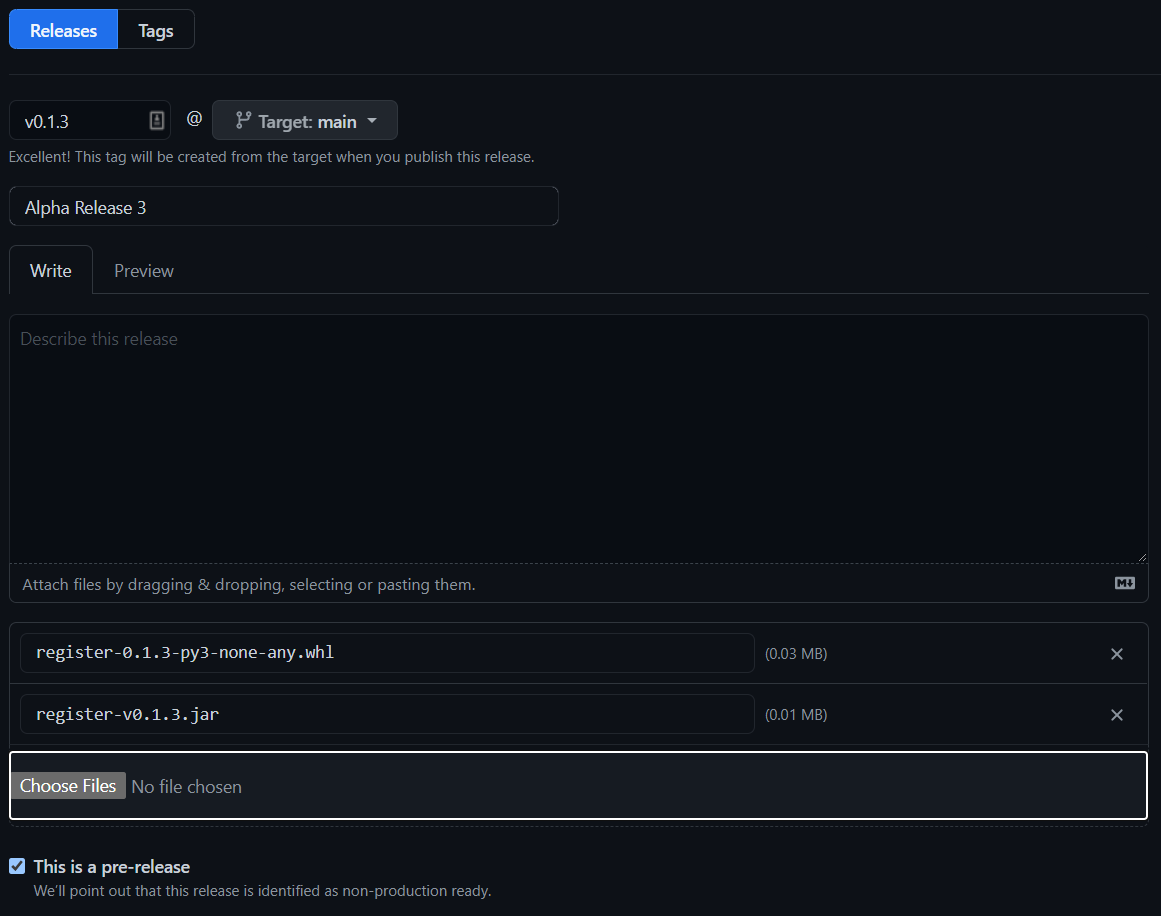 Releases Tags
v0.1.3 @ Target: main
Excellent! This tag will be created from the target when you publish this release.
Alpha Release 3
Write Preview
Describe this release
Attach files by dragging & dropping, selecting or pasting them.
register-0.1.3-py3-none-any.whl (0.03 MB)
register-v0.1.3.jar (0.01 MB)
Choose Files No file chosen
This is a pre-release
We’ll point out that this release is identified as non-production ready.